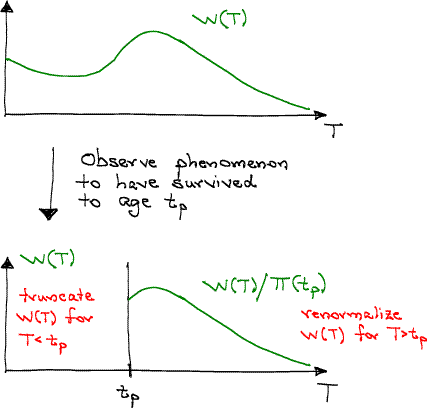 w(T)
T
Observe phenomenon
to have survived
to age tₚ
w(T)
truncate
w(T) for
T<tₚ
w(T)/π(tₚ)
renormalize
w(T) for T>tₚ
tₚ
T